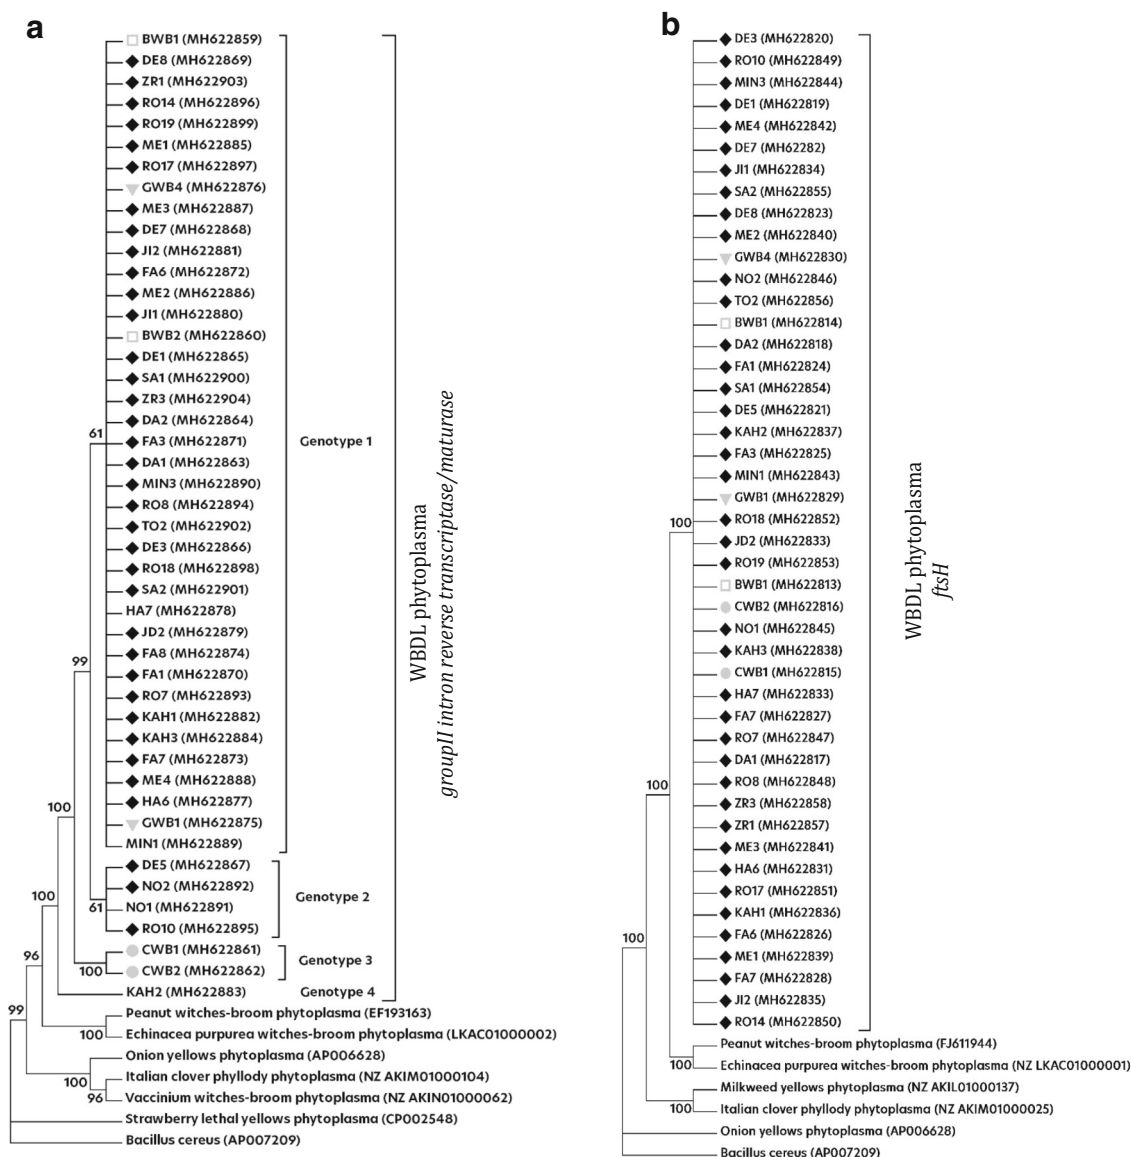 a
BWB1 (MH622859)
DE8 (MH622869)
ZR1 (MH622903)
RO14 (MH622896)
RO19 (MH622899)
ME1 (MH622885)
RO17 (MH622897)
GWB4 (MH622876)
ME3 (MH622887)
DE7 (MH622868)
JI2 (MH622881)
FA6 (MH622872)
ME2 (MH622886)
JI1 (MH622880)
BWB2 (MH622860)
DE1 (MH622865)
SA1 (MH622900)
ZR3 (MH622904)
DA2 (MH622864)
FA3 (MH622871)
DA1 (MH622863)
MIN3 (MH622890)
RO8 (MH622894)
TO2 (MH622902)
DE3 (MH622866)
RO18 (MH622898)
SA2 (MH622901)
HA7 (MH622878)
JD2 (MH622879)
FA8 (MH622874)
FA1 (MH622870)
RO7 (MH622893)
KAH1 (MH622882)
KAH3 (MH622884)
FA7 (MH622873)
ME4 (MH622888)
HA6 (MH622877)
GWB1 (MH622875)
MIN1 (MH622889)
DE5 (MH622867)
NO2 (MH622892)
NO1 (MH622891)
RO10 (MH622895)
CWB1 (MH622861)
CWB2 (MH622862)
KAH2 (MH622883)
Peanut witches-broom phytoplasma (EF193163)
Echinacea purpurea witches-broom phytoplasma (LKAC01000002)
Onion yellows phytoplasma (AP006628)
Italian clover phyllody phytoplasma (NZ AKIM01000104)
Vaccinium witches-broom phytoplasma (NZ AKIN01000062)
Strawberry lethal yellows phytoplasma (CP002548)
Bacillus cereus (AP007209)
61
99
100
61
100
100
96
99
100
100
96
Genotype 1
Genotype 2
Genotype 3
Genotype 4
WBDL phytoplasma
groupII intron reverse transcriptase/maturase
b
DE3 (MH622820)
RO10 (MH622849)
MIN3 (MH622844)
DE1 (MH622819)
ME4 (MH622842)
DE7 (MH62282)
JI1 (MH622834)
SA2 (MH622855)
DE8 (MH622823)
ME2 (MH622840)
GWB4 (MH622830)
NO2 (MH622846)
TO2 (MH622856)
BWB1 (MH622814)
DA2 (MH622818)
FA1 (MH622824)
SA1 (MH622854)
DE5 (MH622821)
KAH2 (MH622837)
FA3 (MH622825)
MIN1 (MH622843)
GWB1 (MH622829)
RO18 (MH622852)
JD2 (MH622833)
RO19 (MH622853)
BWB1 (MH622813)
CWB2 (MH622816)
NO1 (MH622845)
KAH3 (MH622838)
CWB1 (MH622815)
HA7 (MH622833)
FA7 (MH622827)
RO7 (MH622847)
DA1 (MH622817)
RO8 (MH622848)
ZR3 (MH622858)
ZR1 (MH622857)
ME3 (MH622841)
HA6 (MH622831)
RO17 (MH622851)
KAH1 (MH622836)
FA6 (MH622826)
ME1 (MH622839)
FA7 (MH622828)
JI2 (MH622835)
RO14 (MH622850)
Peanut witches-broom phytoplasma (FJ611944)
Echinacea purpurea witches-broom phytoplasma (NZ LKAC01000001)
Milkweed yellows phytoplasma (NZ AKIL01000137)
Italian clover phyllody phytoplasma (NZ AKIM01000025)
Onion yellows phytoplasma (AP006628)
Bacillus cereus (AP007209)
100
100
100
100
100
WBDL phytoplasma
ftsH